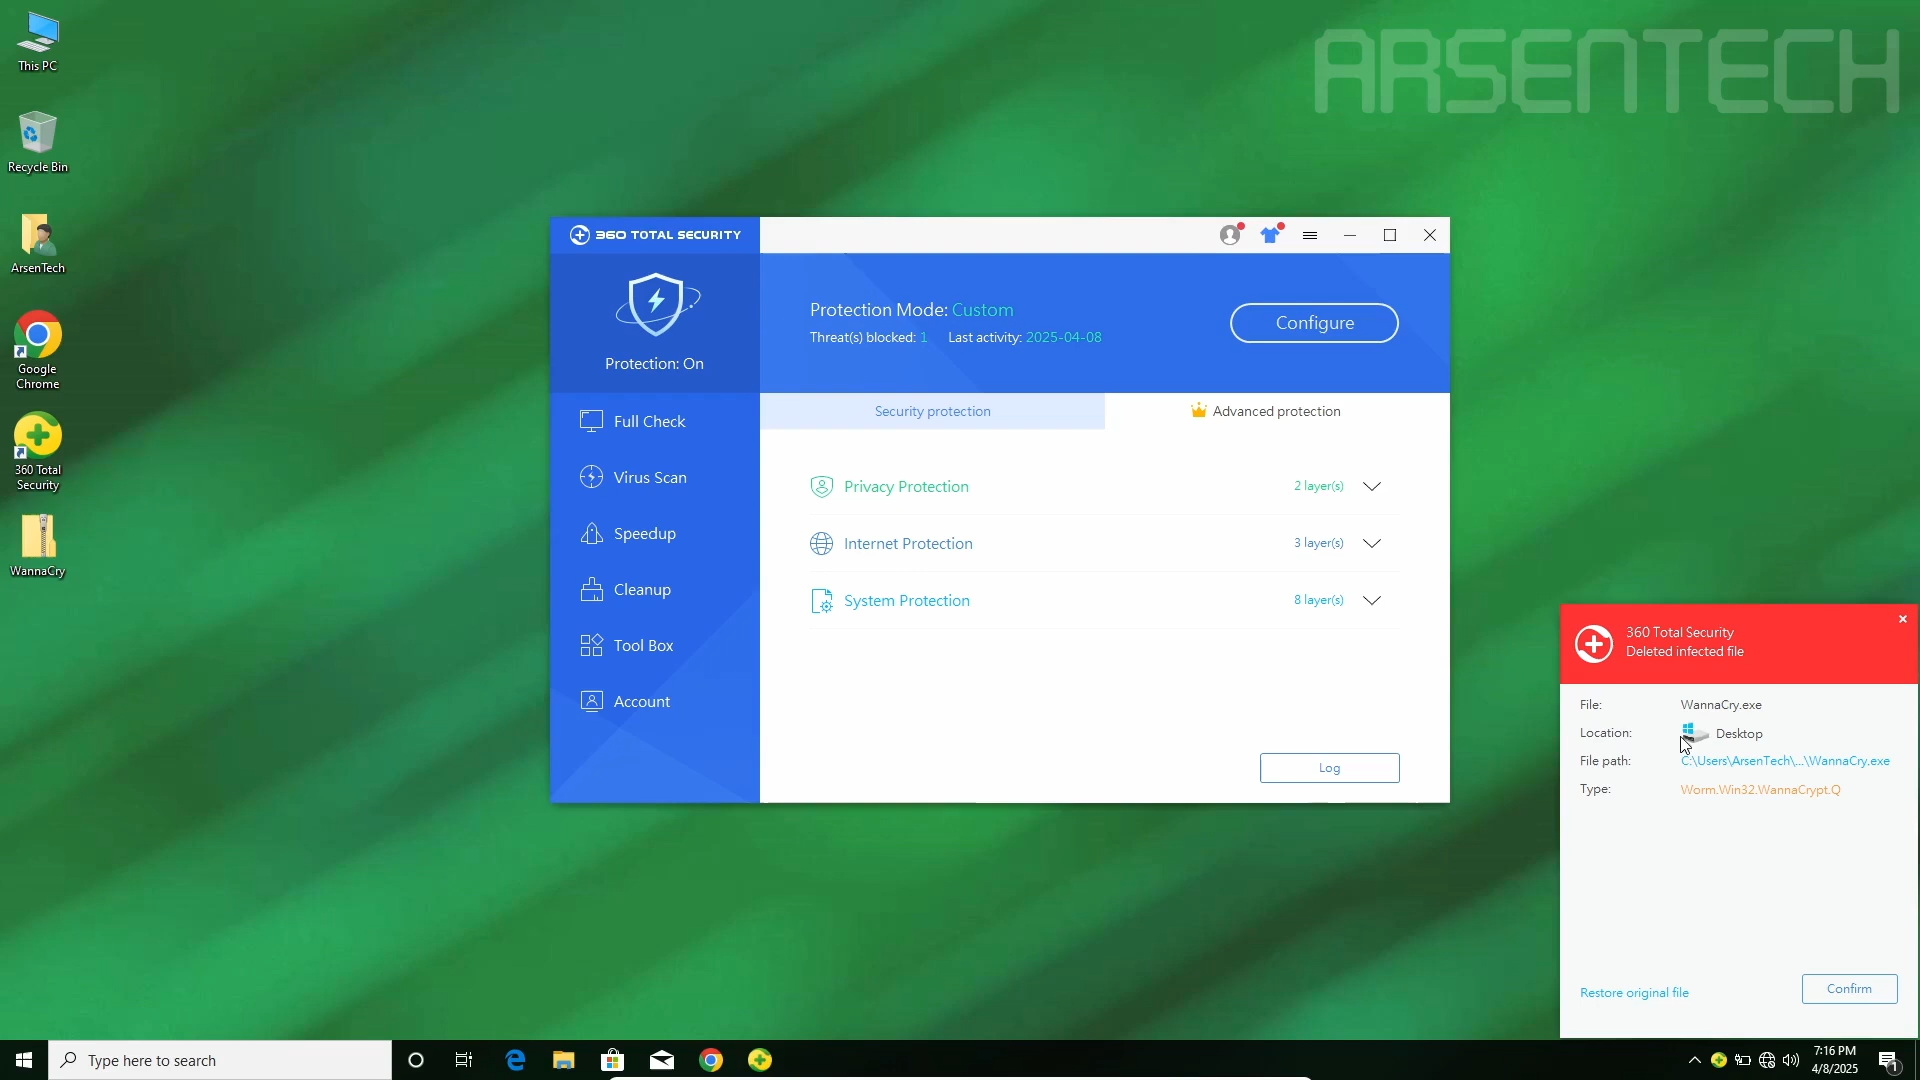 ARSENTECH
This PC
Recycle Bin
ArsenTech
Google
Chrome
360 Total
Security
WannaCry
360 TOTAL SECURITY
Protection: On
Full Check
Virus Scan
Speedup
Cleanup
Tool Box
Account
Protection Mode: Custom
Threat(s) blocked: 1 Last activity: 2025-04-08
Configure
Security protection
Advanced protection
Privacy Protection 2 layer(s)
Internet Protection 3 layer(s)
System Protection 8 layer(s)
Log
360 Total Security
Deleted infected file
File: WannaCry.exe
Location: Desktop
File path: C:\Users\ArsenTech\...\WannaCry.exe
Type: Worm.Win32.WannaCrypt.Q
Restore original file
Confirm
Type here to search
7:16 PM
4/8/2025
1